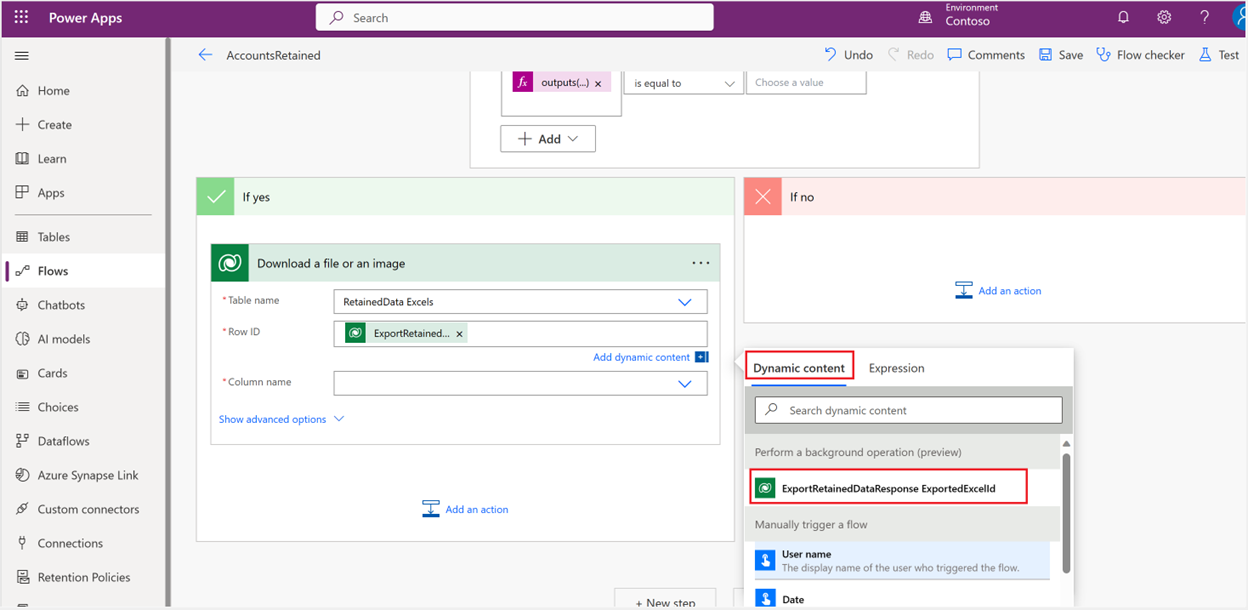 Power Apps
Search
Environment
Contoso
AccountsRetained
Undo
Redo
Comments
Save
Flow checker
Test
Home
Create
Learn
Apps
Tables
Flows
Chatbots
AI models
Cards
Choices
Dataflows
Azure Synapse Link
Custom connectors
Connections
Retention Policies
fx outputs(...) ×
is equal to
Choose a value
+ Add
If yes
Download a file or an image
...
*Table name
RetainedData Excels
*Row ID
ExportRetained... ×
Add dynamic content +
*Column name
Show advanced options
Add an action
If no
Add an action
Dynamic content
Expression
Search dynamic content
Perform a background operation (preview)
ExportRetainedDataResponse ExportedExcelId
Manually trigger a flow
User name
The display name of the user who triggered the flow.
Date
+ New step